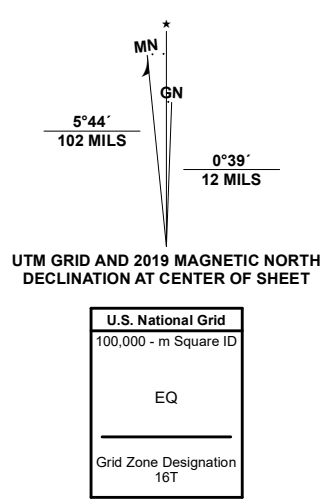 ★
MN
GN
5°44´
102 MILS
0°39´
12 MILS
UTM GRID AND 2019 MAGNETIC NORTH
DECLINATION AT CENTER OF SHEET
U.S. National Grid
100,000 - m Square ID
EQ
Grid Zone Designation
16T